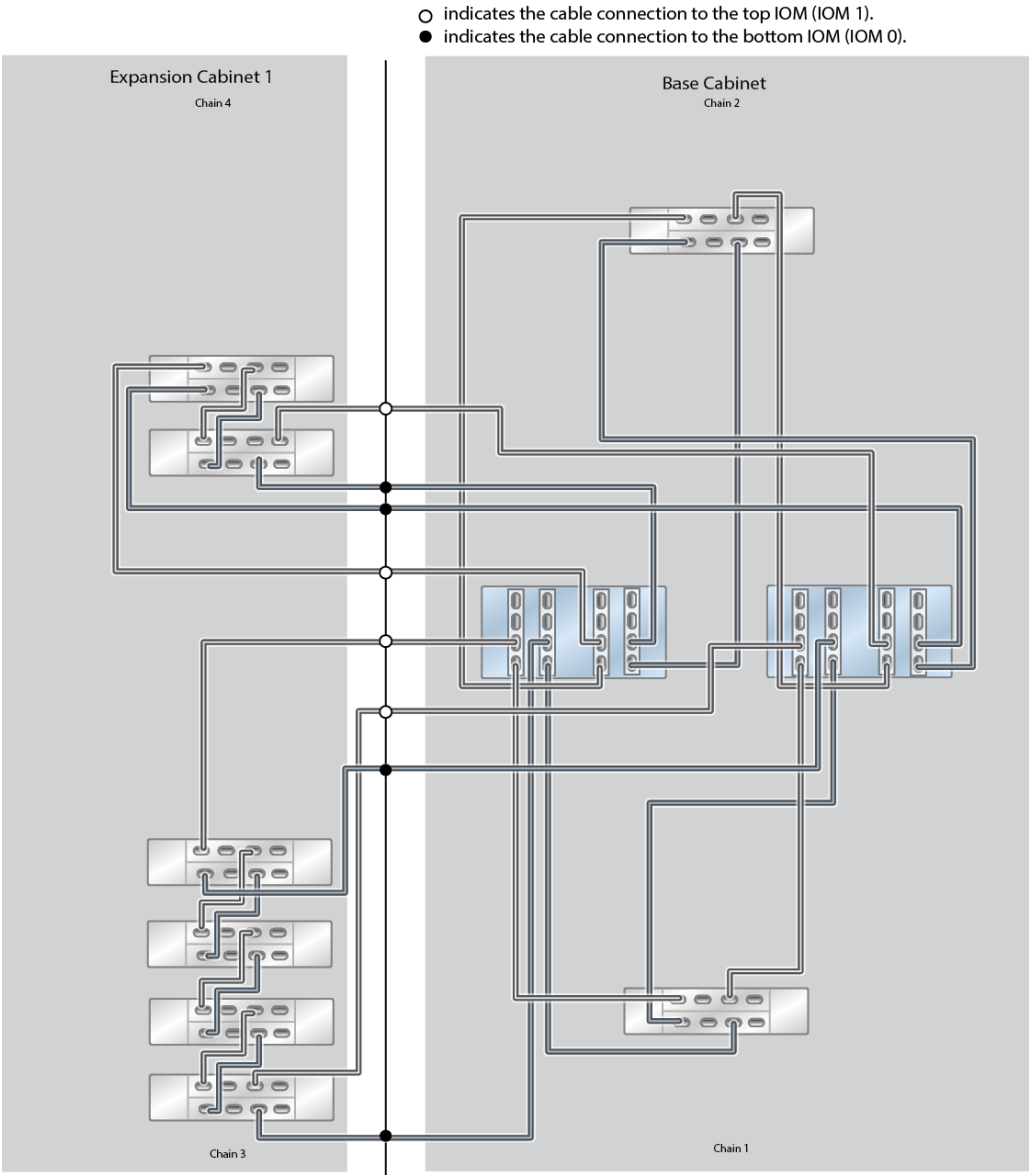 indicates the cable connection to the top IOM (IOM 1).
indicates the cable connection to the bottom IOM (IOM 0).
Expansion Cabinet 1
Chain 4
Base Cabinet
Chain 2
Chain 3
Chain 1